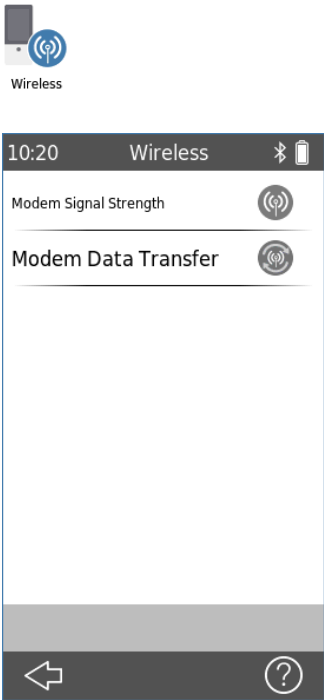 Wireless
10:20 Wireless
Modem Signal Strength
Modem Data Transfer
?